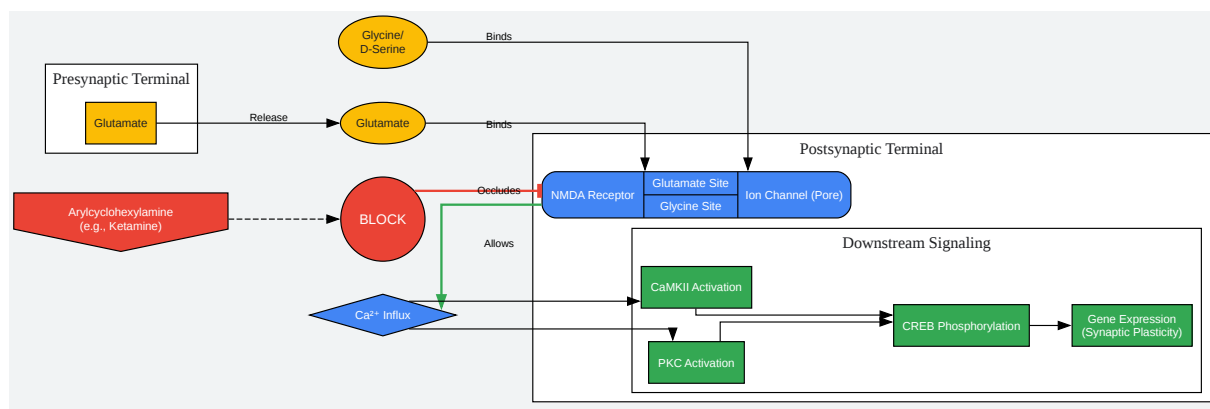 Glycine/
D-Serine
Binds
Presynaptic Terminal
Glutamate
Release
Glutamate
Binds
Postsynaptic Terminal
NMDA Receptor
Glutamate Site
Glycine Site
Ion Channel (Pore)
Occludes
Arylcyclohexylamine
(e.g., Ketamine)
BLOCK
Allows
Downstream Signaling
CaMKII Activation
Ca²⁺ Influx
PKC Activation
CREB Phosphorylation
Gene Expression
(Synaptic Plasticity)